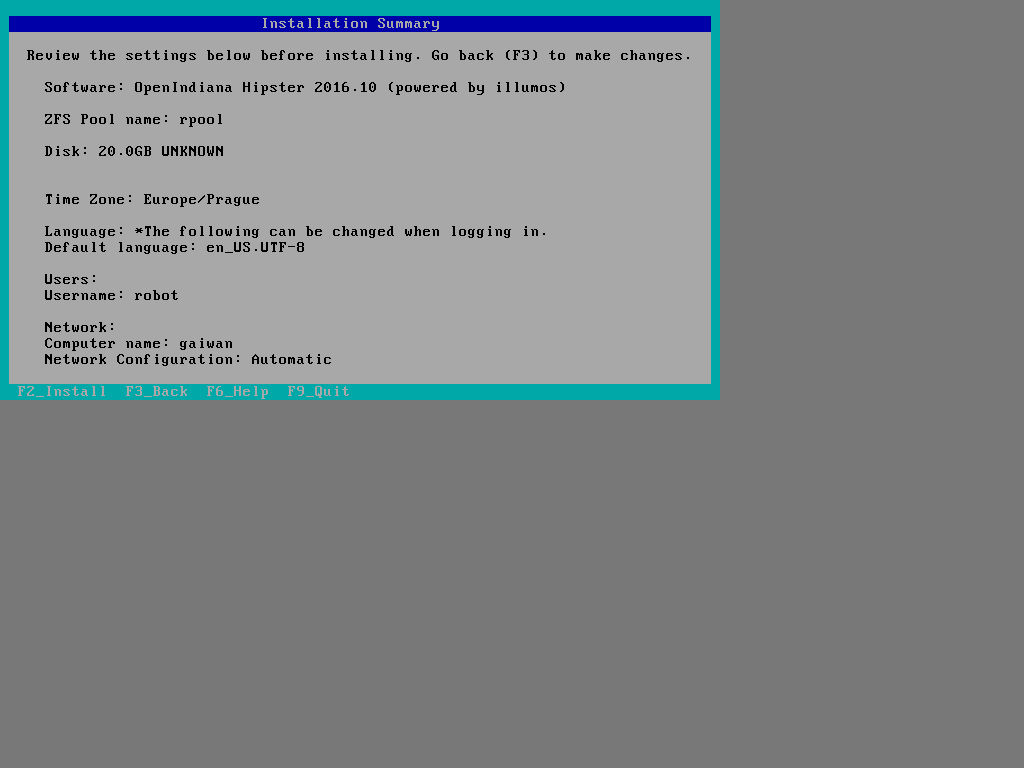 Installation Summary
Review the settings below before installing. Go back (F3) to make changes.
Software: OpenIndiana Hipster 2016.10 (powered by illumos)
ZFS Pool name: rpool
Disk: 20.0GB UNKNOWN
Time Zone: Europe/Prague
Language: *The following can be changed when logging in.
Default language: en_US.UTF-8
Users:
Username: robot
Network:
Computer name: gaiwan
Network Configuration: Automatic
F2_Install F3_Back F6_Help F9_Quit